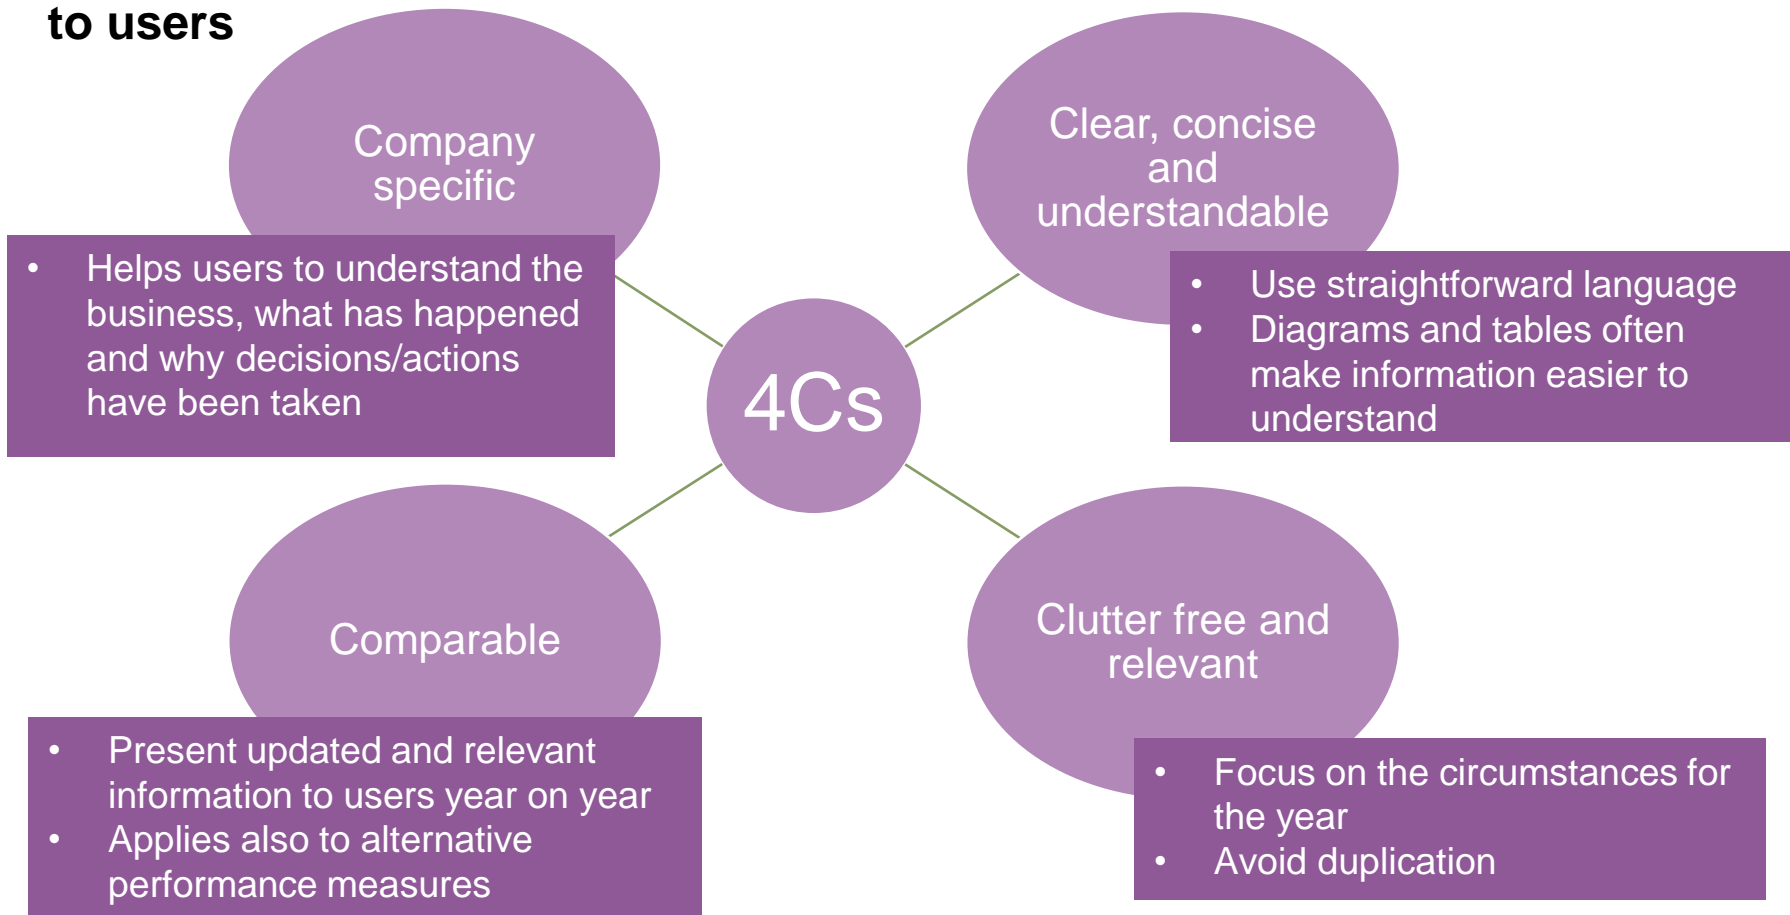 to users
Company
specific
• Helps users to understand the
business, what has happened
and why decisions/actions
have been taken
Clear, concise
and
understandable
• Use straightforward language
• Diagrams and tables often
make information easier to
understand
4Cs
Comparable
• Present updated and relevant
information to users year on year
• Applies also to alternative
performance measures
Clutter free and
relevant
• Focus on the circumstances for
the year
• Avoid duplication